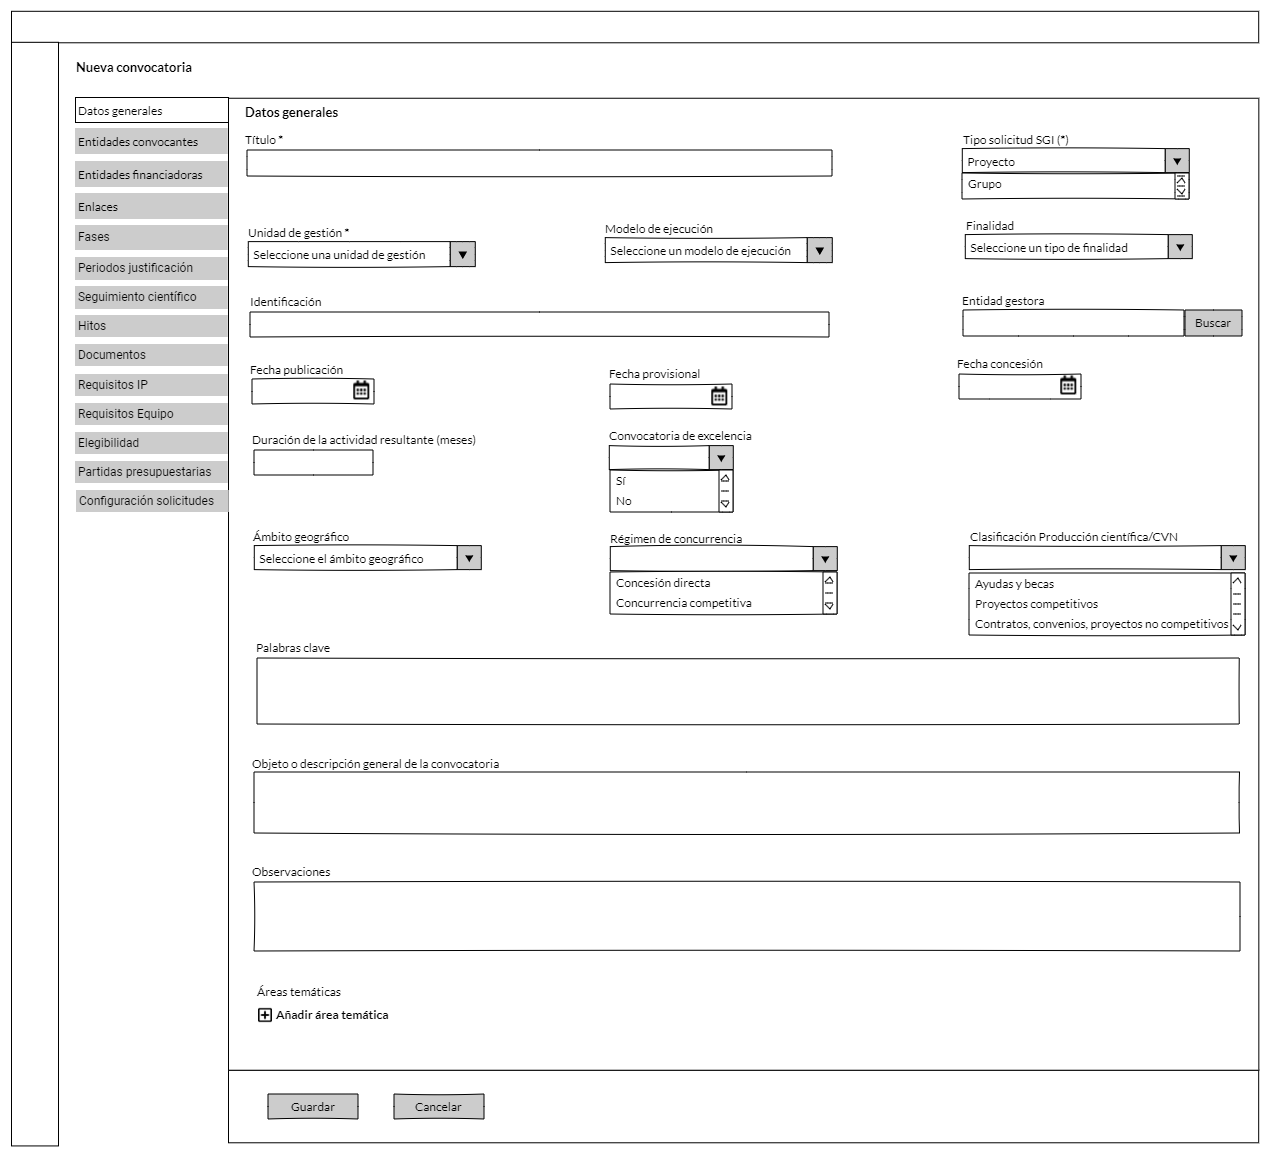 Nueva convocatoria
Datos generales
Entidades convocantes
Entidades financiadoras
Enlaces
Fases
Periodos justificación
Seguimiento científico
Hitos
Documentos
Requisitos IP
Requisitos Equipo
Elegibilidad
Partidas presupuestarias
Configuración solicitudes
Datos generales
Título *
Tipo solicitud SGI (*)
Proyecto
Grupo
Unidad de gestión *
Seleccione una unidad de gestión
Modelo de ejecución
Seleccione un modelo de ejecución
Finalidad
Seleccione un tipo de finalidad
Identificación
Entidad gestora
Buscar
Fecha publicación
Fecha provisional
Fecha concesión
Duración de la actividad resultante (meses)
Convocatoria de excelencia
Sí
No
Ámbito geográfico
Seleccione el ámbito geográfico
Régimen de concurrencia
Concesión directa
Concurrencia competitiva
Clasificación Producción científica/CVN
Ayudas y becas
Proyectos competitivos
Contratos, convenios, proyectos no competitivos
Palabras clave
Objeto o descripción general de la convocatoria
Observaciones
Áreas temáticas
Añadir área temática
Guardar
Cancelar